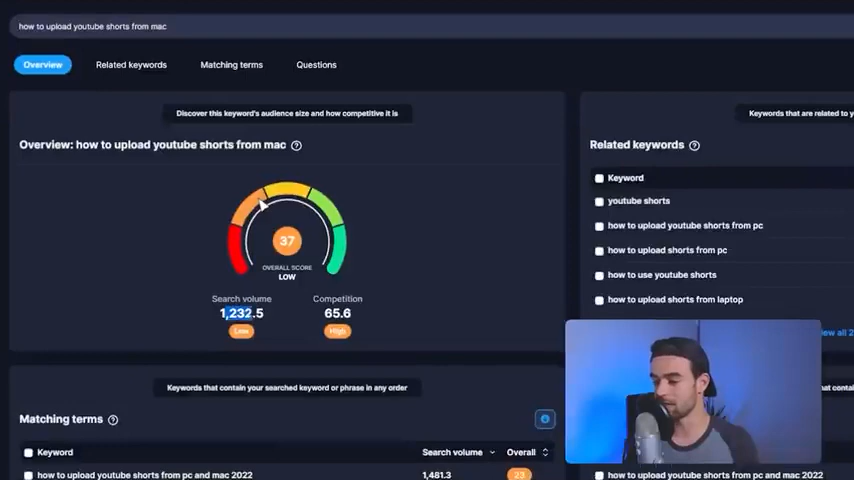 how to upload youtube shorts from mac
Overview
Related keywords
Matching terms
Questions
Discover this keyword's audience size and how competitive it is
Overview: how to upload youtube shorts from mac
37
OVERALL SCORE
LOW
Search volume
Competition
1,232.5
65.6
Low
High
Keywords that are related to
Related keywords
Keyword
youtube shorts
how to upload youtube shorts from pc
how to upload shorts from pc
how to use youtube shorts
how to upload shorts from laptop
Keywords that contain your searched keyword or phrase in any order
Matching terms
Keyword
Search volume
Overall
how to upload youtube shorts from pc and mac 2022
1,481.3
23
how to upload youtube shorts from pc and mac 2022